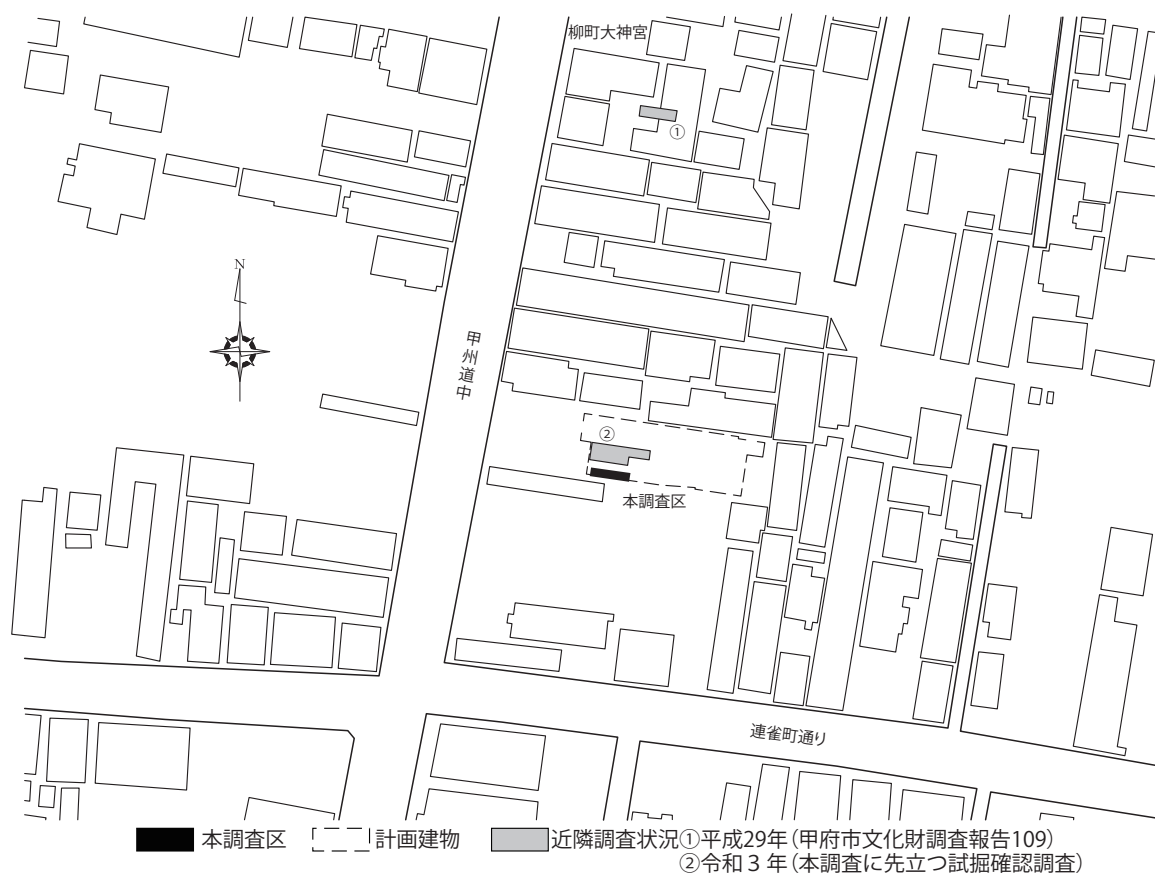 柳町大神宮
①
N
甲州道中
②
本調査区
連雀町通り
本調査区 計画建物 近隣調査状況①平成29年(甲府市文化財調査報告109)
②令和3年(本調査に先立つ試掘確認調査)